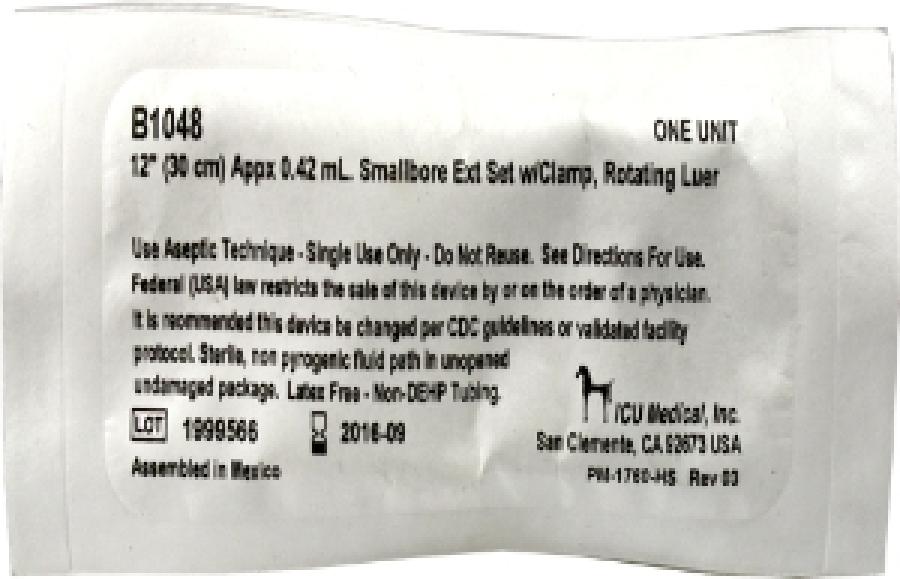 B1048
ONE UNIT
12" (30 cm) Appx 0.42 mL. Smallbore Ext Set w/Clamp, Rotating Luer
Use Aseptic Technique - Single Use Only - Do Not Reuse. See Directions For Use.
Federal (USA) law restricts the sale of this device by or on the order of a physician.
It is reommended this device be changed per CDC guidelines or validated facility
protocol. Sterile, non pyrogenic fluid path in unopened
undamaged package. Latex Free - Non-DEHP Tubing.
ICU Medical, Inc.
LOT 1999566 2016-09
San Clemente, CA 92673 USA
Assembled in Mexico
PM-1760-HS Rev 03